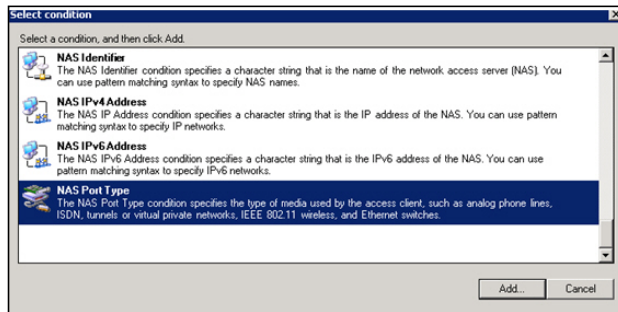 Select condition
Select a condition, and then click Add.
NAS Identifier
The NAS Identifier condition specifies a character string that is the name of the network access server (NAS). You
can use pattern matching syntax to specify NAS names.
NAS IPv4 Address
The NAS IP Address condition specifies a character string that is the IP address of the NAS. You can use pattern
matching syntax to specify IP networks.
NAS IPv6 Address
The NAS IPv6 Address condition specifies a character string that is the IPv6 address of the NAS. You can use
pattern matching syntax to specify IPv6 networks.
NAS Port Type
The NAS Port Type condition specifies the type of media used by the access client, such as analog phone lines,
ISDN, tunnels or virtual private networks, IEEE 802.11 wireless, and Ethernet switches.
Add... Cancel